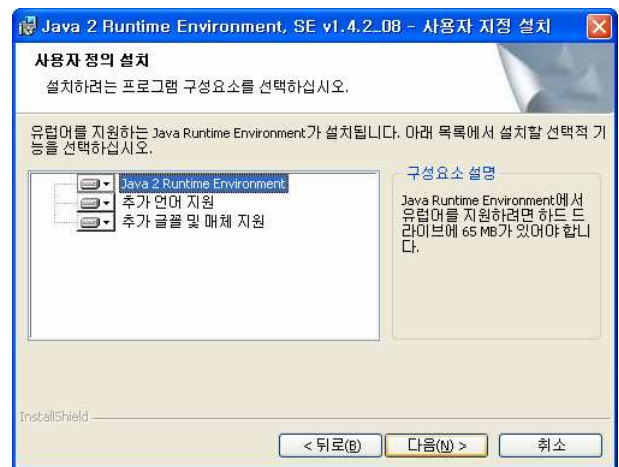 Java 2 Runtime Environment, SE v1.4.2_08 - 사용자 지정 설치
사용자 정의 설치
설치하려는 프로그램 구성요소를 선택하십시오.
유럽어를 지원하는 Java Runtime Environment가 설치됩니다. 아래 목록에서 설치할 선택적 기
능을 선택하십시오.
Java 2 Runtime Environment
추가 언어 지원
추가 글꼴 및 매체 지원
구성요소 설명
Java Runtime Environment에서
유럽어를 지원하려면 하드 드
라이브에 65 MB가 있어야 합니
다.
InstallShield
< 뒤로(B)
다음(N) >
취소